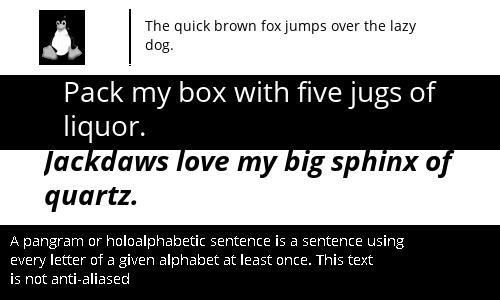 The quick brown fox jumps over the lazy
dog.
Pack my box with five jugs of
liquor.
Jackdaws love my big sphinx of
quartz.
A pangram or holoalphabetic sentence is a sentence using
every letter of a given alphabet at least once. This text
is not anti-aliased